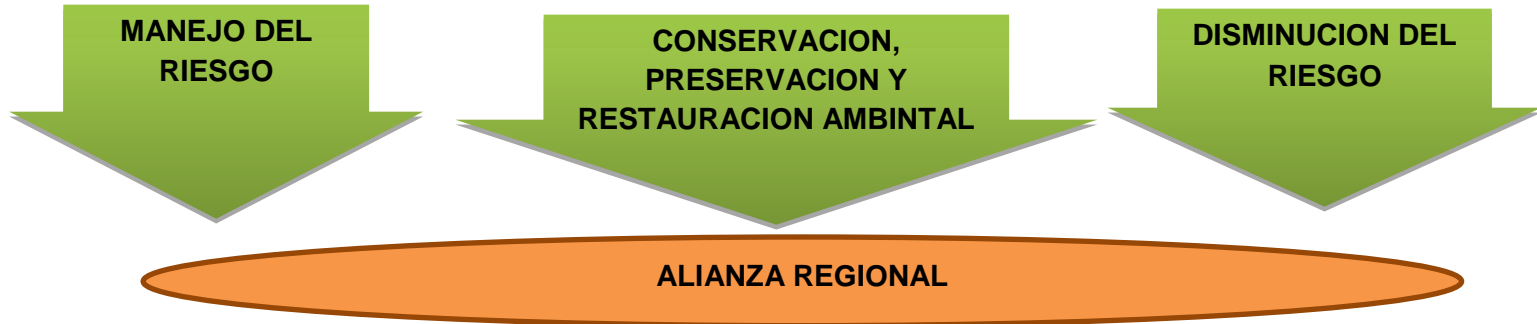 MANEJO DEL
RIESGO
CONSERVACION,
PRESERVACION Y
RESTAURACION AMBINTAL
DISMINUCION DEL
RIESGO
ALIANZA REGIONAL